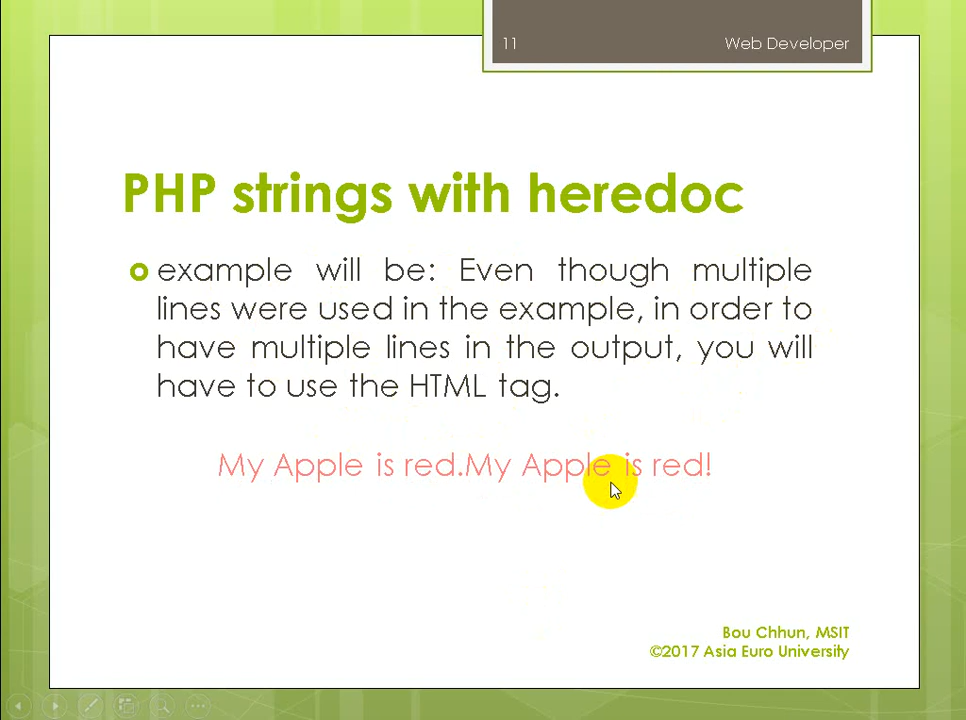 11 Web Developer
PHP strings with heredoc
example will be: Even though multiple
lines were used in the example, in order to
have multiple lines in the output, you will
have to use the HTML tag.
My Apple is red.My Apple is red!
Bou Chhun, MSIT
©2017 Asia Euro University